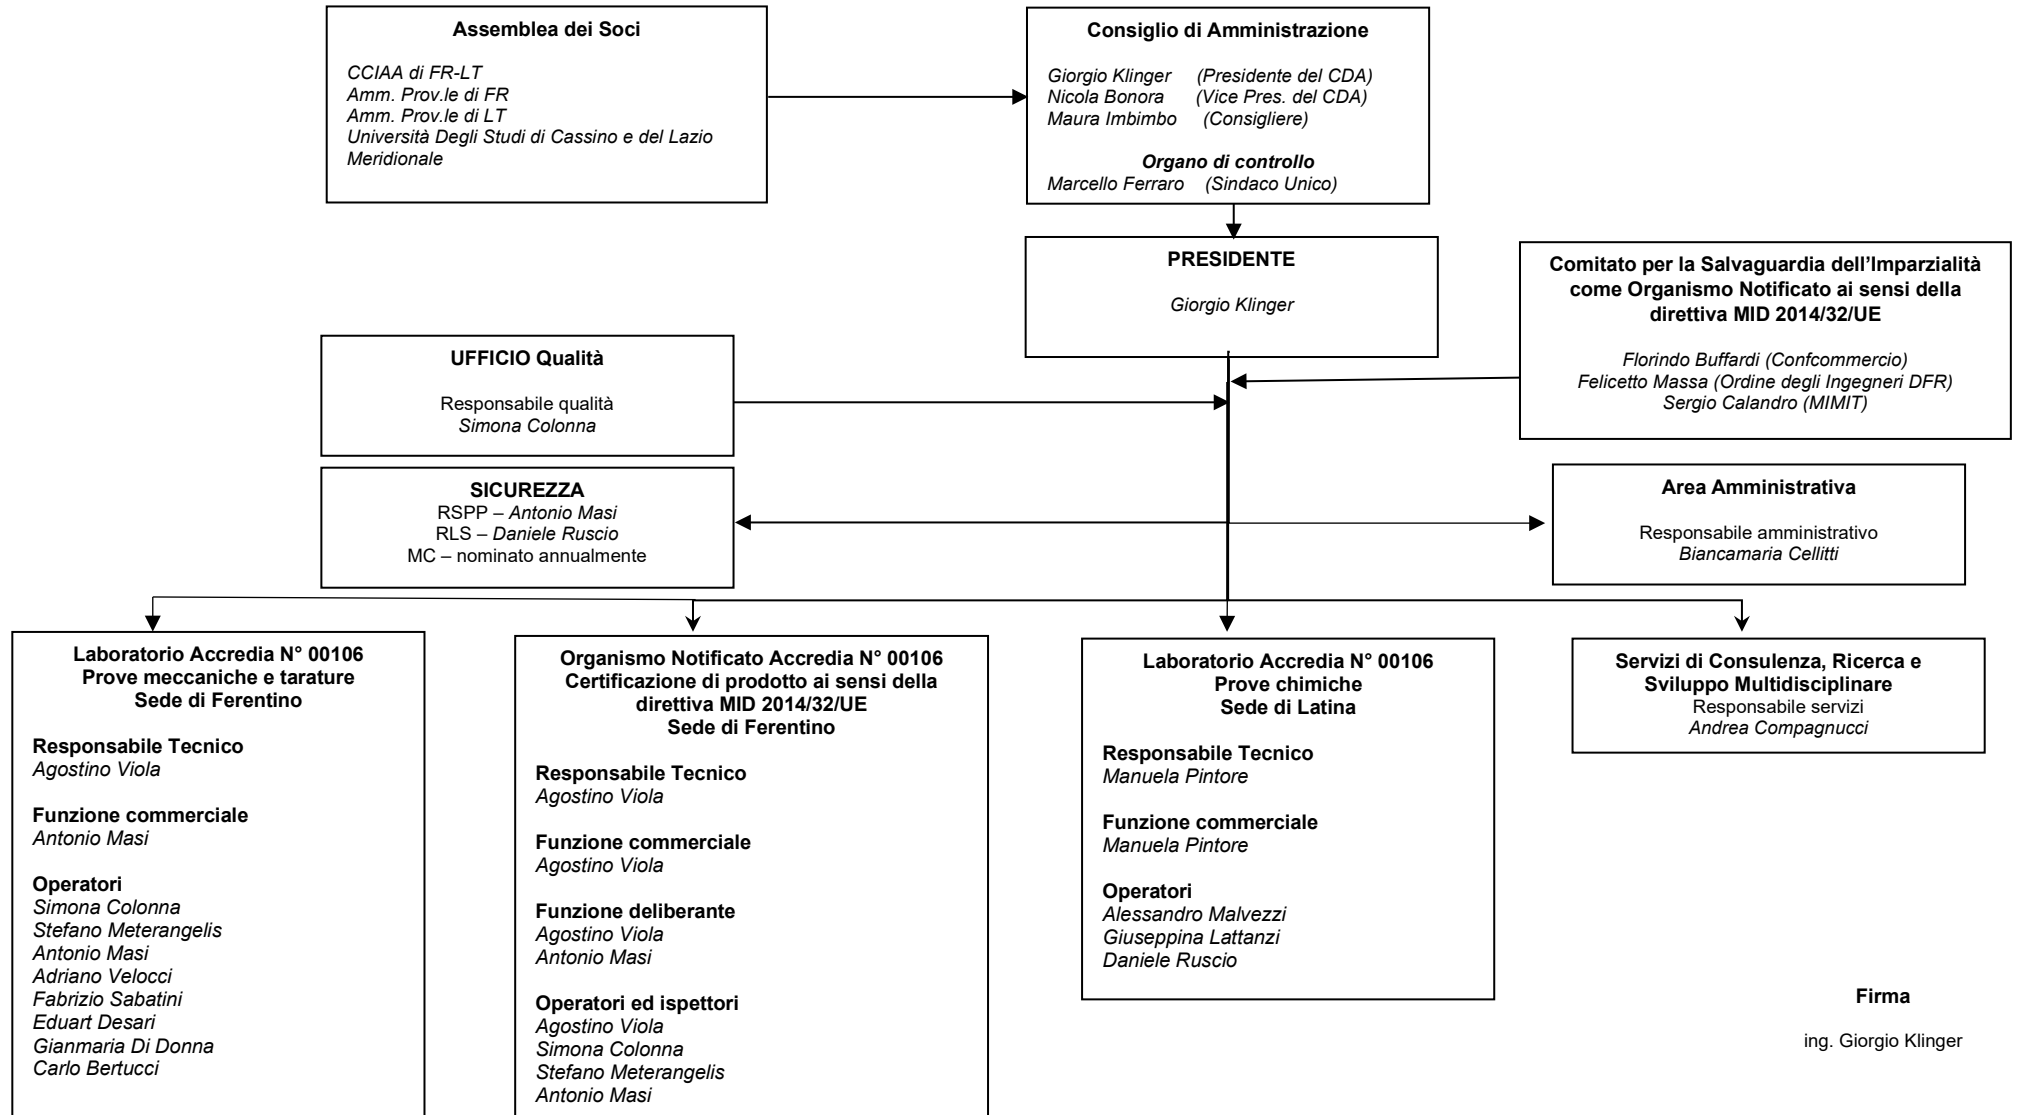 Assemblea dei Soci
CCIAA di FR-LT
Amm. Prov.le di FR
Amm. Prov.le di LT
Università Degli Studi di Cassino e del Lazio
Meridionale
Consiglio di Amministrazione
Giorgio Klinger (Presidente del CDA)
Nicola Bonora (Vice Pres. del CDA)
Maura Imbimbo (Consigliere)
Organo di controllo
Marcello Ferraro (Sindaco Unico)
PRESIDENTE
Giorgio Klinger
Comitato per la Salvaguardia dell’Imparzialità
come Organismo Notificato ai sensi della
direttiva MID 2014/32/UE
Florindo Buffardi (Confcommercio)
Felicetto Massa (Ordine degli Ingegneri DFR)
Sergio Calandro (MIMIT)
UFFICIO Qualità
Responsabile qualità
Simona Colonna
SICUREZZA
RSPP – Antonio Masi
RLS – Daniele Ruscio
MC – nominato annualmente
Area Amministrativa
Responsabile amministrativo
Biancamaria Cellitti
Laboratorio Accredia N° 00106
Prove meccaniche e tarature
Sede di Ferentino
Responsabile Tecnico
Agostino Viola
Funzione commerciale
Antonio Masi
Operatori
Simona Colonna
Stefano Meterangelis
Antonio Masi
Adriano Velocci
Fabrizio Sabatini
Eduart Desari
Gianmaria Di Donna
Carlo Bertucci
Organismo Notificato Accredia N° 00106
Certificazione di prodotto ai sensi della
direttiva MID 2014/32/UE
Sede di Ferentino
Responsabile Tecnico
Agostino Viola
Funzione commerciale
Agostino Viola
Funzione deliberante
Agostino Viola
Antonio Masi
Operatori ed ispettori
Agostino Viola
Simona Colonna
Stefano Meterangelis
Antonio Masi
Laboratorio Accredia N° 00106
Prove chimiche
Sede di Latina
Responsabile Tecnico
Manuela Pintore
Funzione commerciale
Manuela Pintore
Operatori
Alessandro Malvezzi
Giuseppina Lattanzi
Daniele Ruscio
Servizi di Consulenza, Ricerca e
Sviluppo Multidisciplinare
Responsabile servizi
Andrea Compagnucci
Firma
ing. Giorgio Klinger